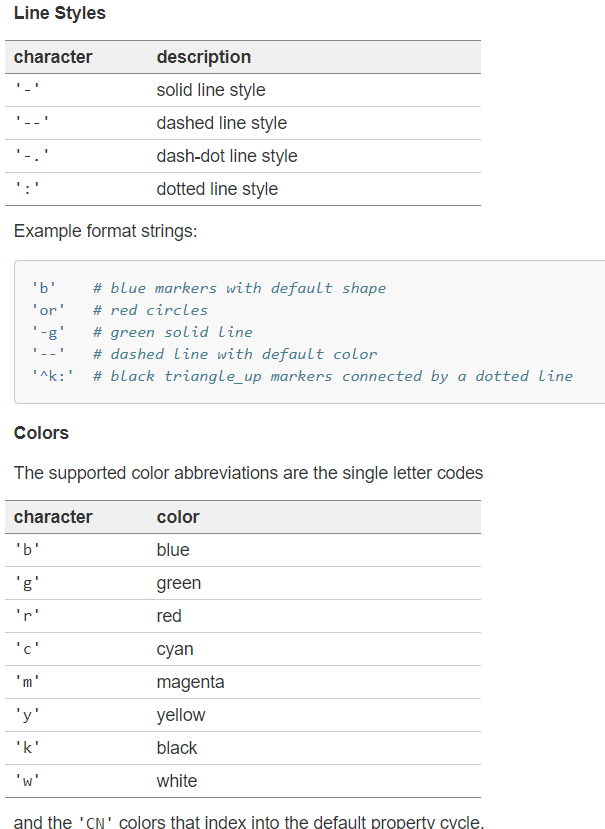 Line Styles
character description
'-' solid line style
'--' dashed line style
'-.' dash-dot line style
':' dotted line style
Example format strings:
'b' # blue markers with default shape
'or' # red circles
'-g' # green solid line
'--' # dashed line with default color
'^k:' # black triangle_up markers connected by a dotted line
Colors
The supported color abbreviations are the single letter codes
character color
'b' blue
'g' green
'r' red
'c' cyan
'm' magenta
'y' yellow
'k' black
'w' white
and the 'CN' colors that index into the default property cycle.